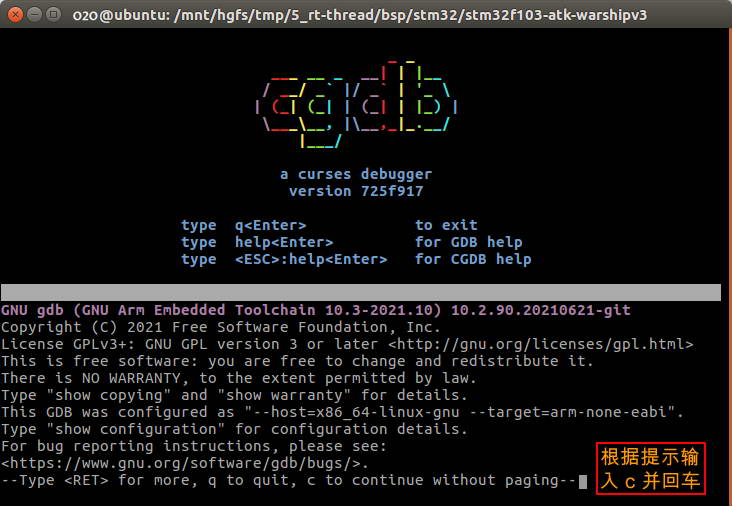 o2o@ubuntu: /mnt/hgfs/tmp/5_rt-thread/bsp/stm32/stm32f103-atk-warshipv3
cgdb
a curses debugger
version 725f917
type q<Enter> to exit
type help<Enter> for GDB help
type <ESC>:help<Enter> for CGDB help
GNU gdb (GNU Arm Embedded Toolchain 10.3-2021.10) 10.2.90.20210621-git
Copyright (C) 2021 Free Software Foundation, Inc.
License GPLv3+: GNU GPL version 3 or later <http://gnu.org/licenses/gpl.html>
This is free software: you are free to change and redistribute it.
There is NO WARRANTY, to the extent permitted by law.
Type "show copying" and "show warranty" for details.
This GDB was configured as "--host=x86_64-linux-gnu --target=arm-none-eabi".
Type "show configuration" for configuration details.
For bug reporting instructions, please see:
<https://www.gnu.org/software/gdb/bugs/>.
--Type <RET> for more, q to quit, c to continue without paging--
根据提示输
入 c 并回车